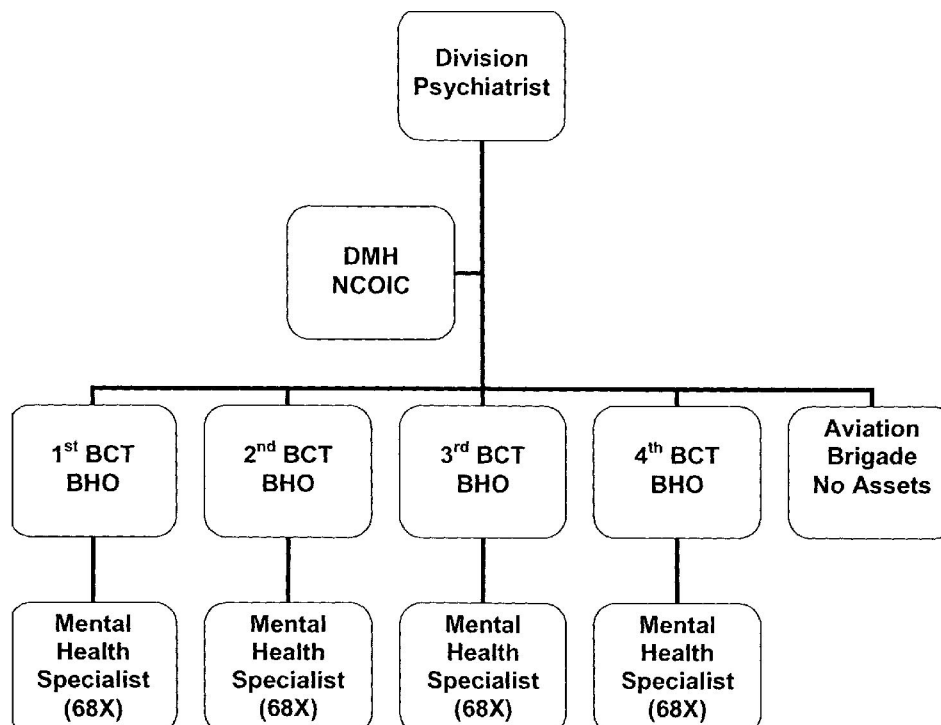 Division
Psychiatrist
DMH
NCOIC
1st BCT
BHO
2nd BCT
BHO
3rd BCT
BHO
4th BCT
BHO
Aviation
Brigade
No Assets
Mental
Health
Specialist
(68X)
Mental
Health
Specialist
(68X)
Mental
Health
Specialist
(68X)
Mental
Health
Specialist
(68X)